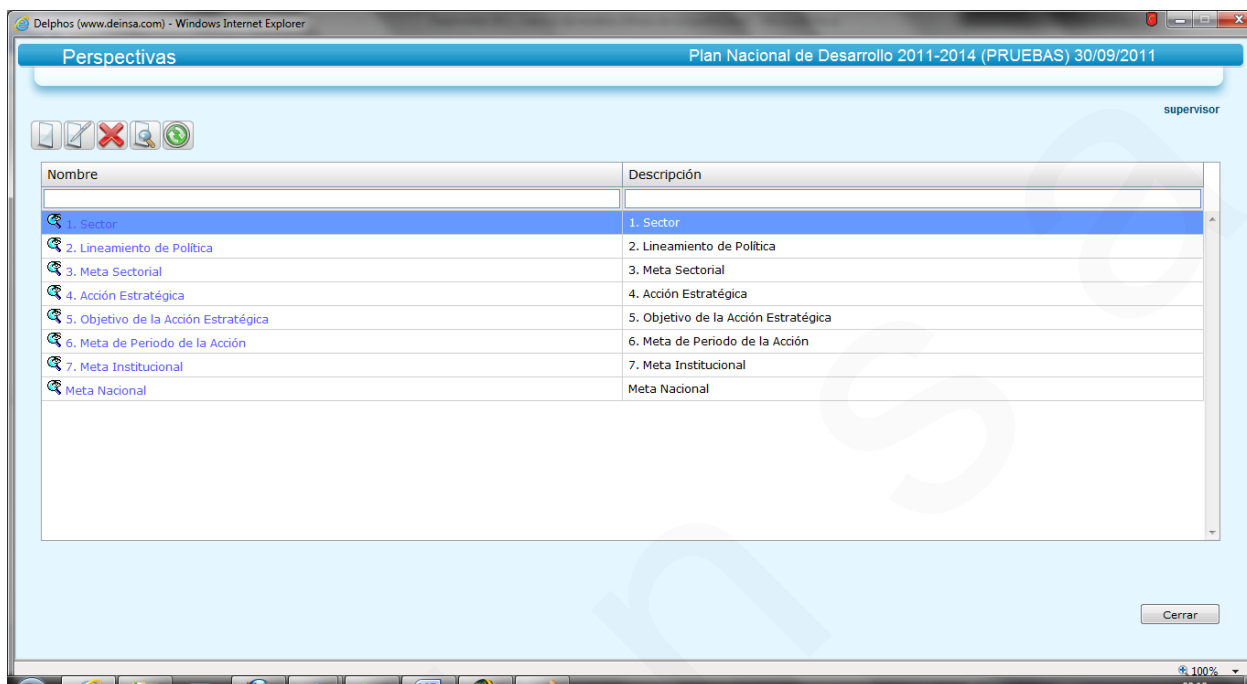 Delphos (www.deinsa.com) - Windows Internet Explorer
Perspectivas Plan Nacional de Desarrollo 2011-2014 (PRUEBAS) 30/09/2011
supervisor
Nombre Descripción
1. Sector 1. Sector
2. Lineamiento de Política 2. Lineamiento de Política
3. Meta Sectorial 3. Meta Sectorial
4. Acción Estratégica 4. Acción Estratégica
5. Objetivo de la Acción Estratégica 5. Objetivo de la Acción Estratégica
6. Meta de Periodo de la Acción 6. Meta de Periodo de la Acción
7. Meta Institucional 7. Meta Institucional
Meta Nacional Meta Nacional
Cerrar
100%